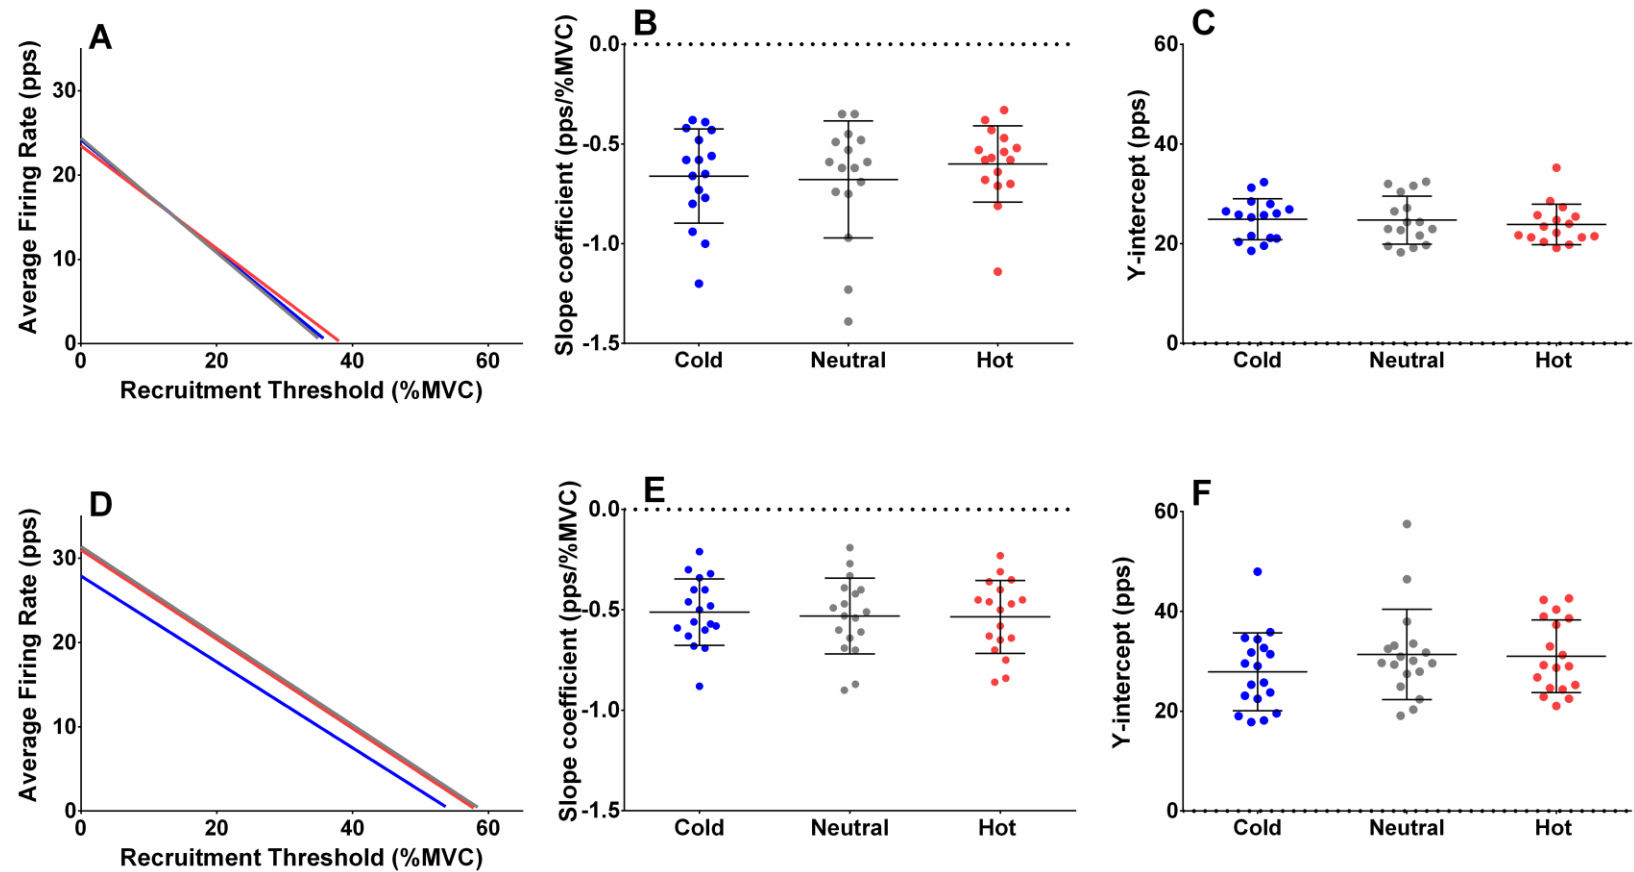 A
Average Firing Rate (pps)
30
20
10
0
0 20 40 60
Recruitment Threshold (%MVC)
B
Slope coefficient (pps/%MVC)
0.0
-0.5
-1.0
-1.5
Cold Neutral Hot
C
Y-intercept (pps)
60
40
20
0
Cold Neutral Hot
D
Average Firing Rate (pps)
30
20
10
0
0 20 40 60
Recruitment Threshold (%MVC)
E
Slope coefficient (pps/%MVC)
0.0
-0.5
-1.0
-1.5
Cold Neutral Hot
F
Y-intercept (pps)
60
40
20
0
Cold Neutral Hot